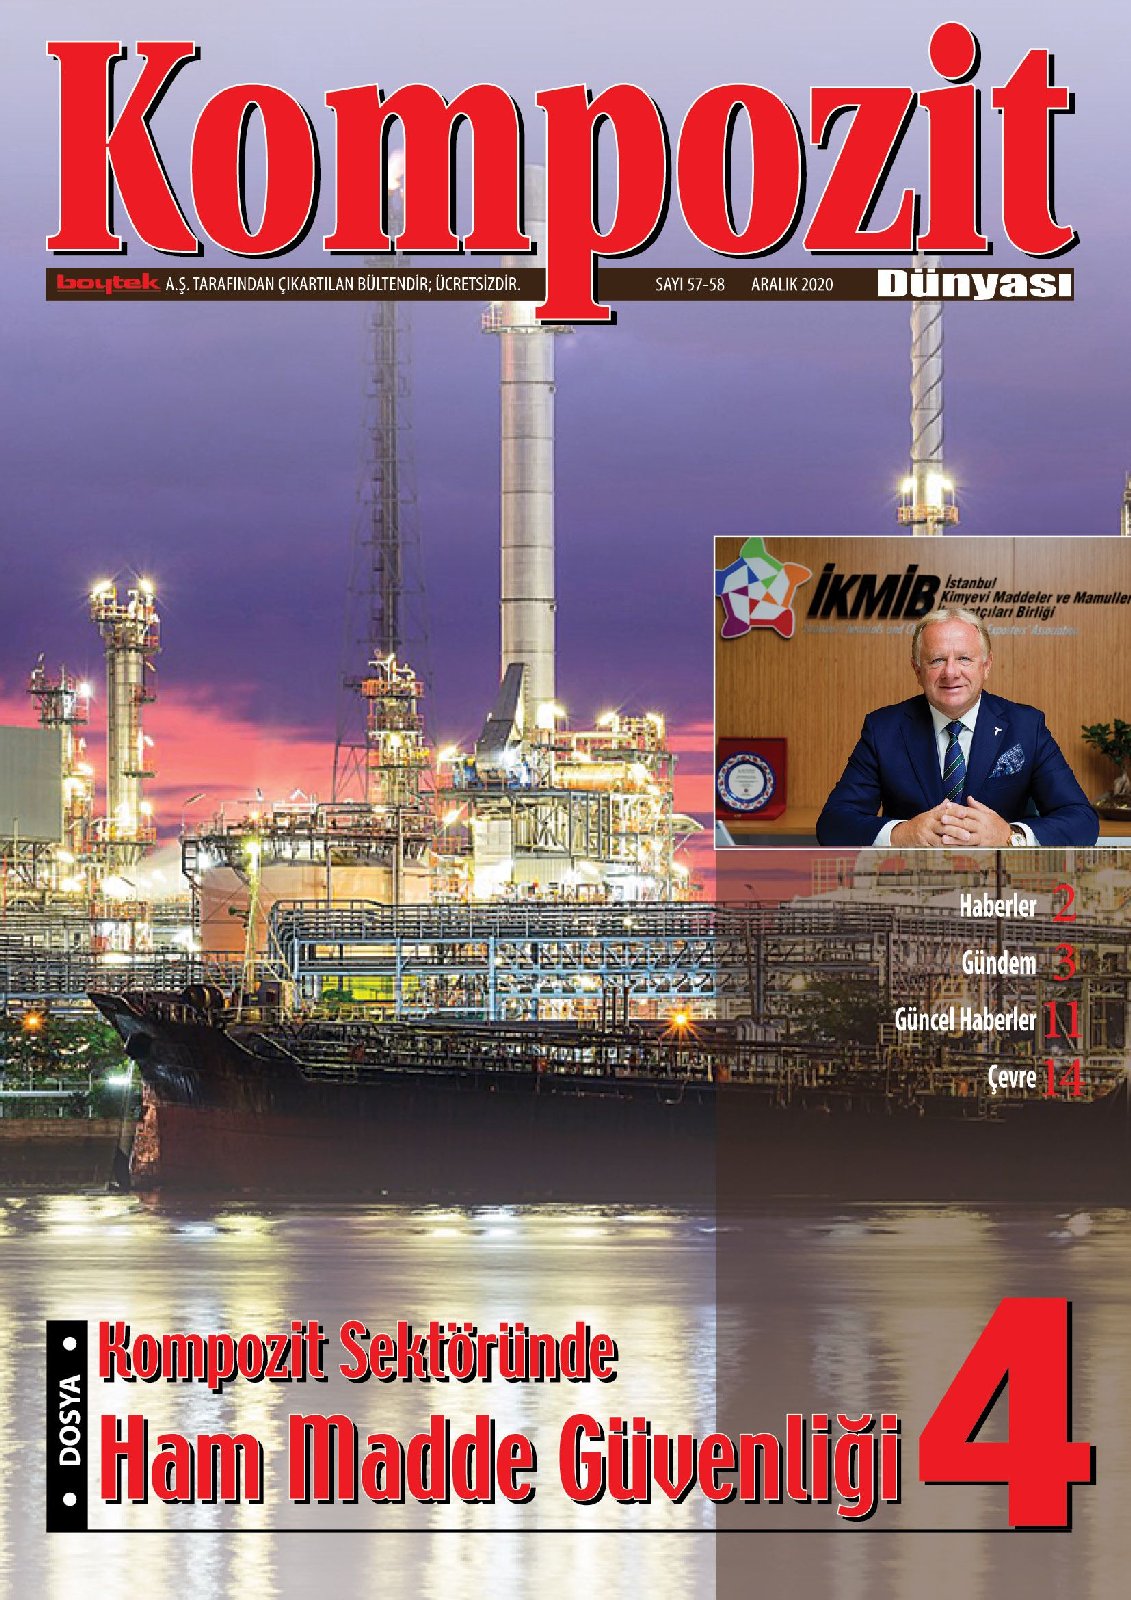 Kompozit
boytek A.Ş. TARAFINDAN ÇIKARTILAN BÜLTENDİR; ÜCRETSİZDİR.
SAYI 57-58 ARALIK 2020 Dünyası
İKMİB
İstanbul
Kimyevi Maddeler ve Mamuller
Birliği
Haberler 2
Gündem 3
Güncel Haberler 11
Çevre 14
• DOSYA •
Kompozit Sektöründe
Ham Madde Güvenliği 4